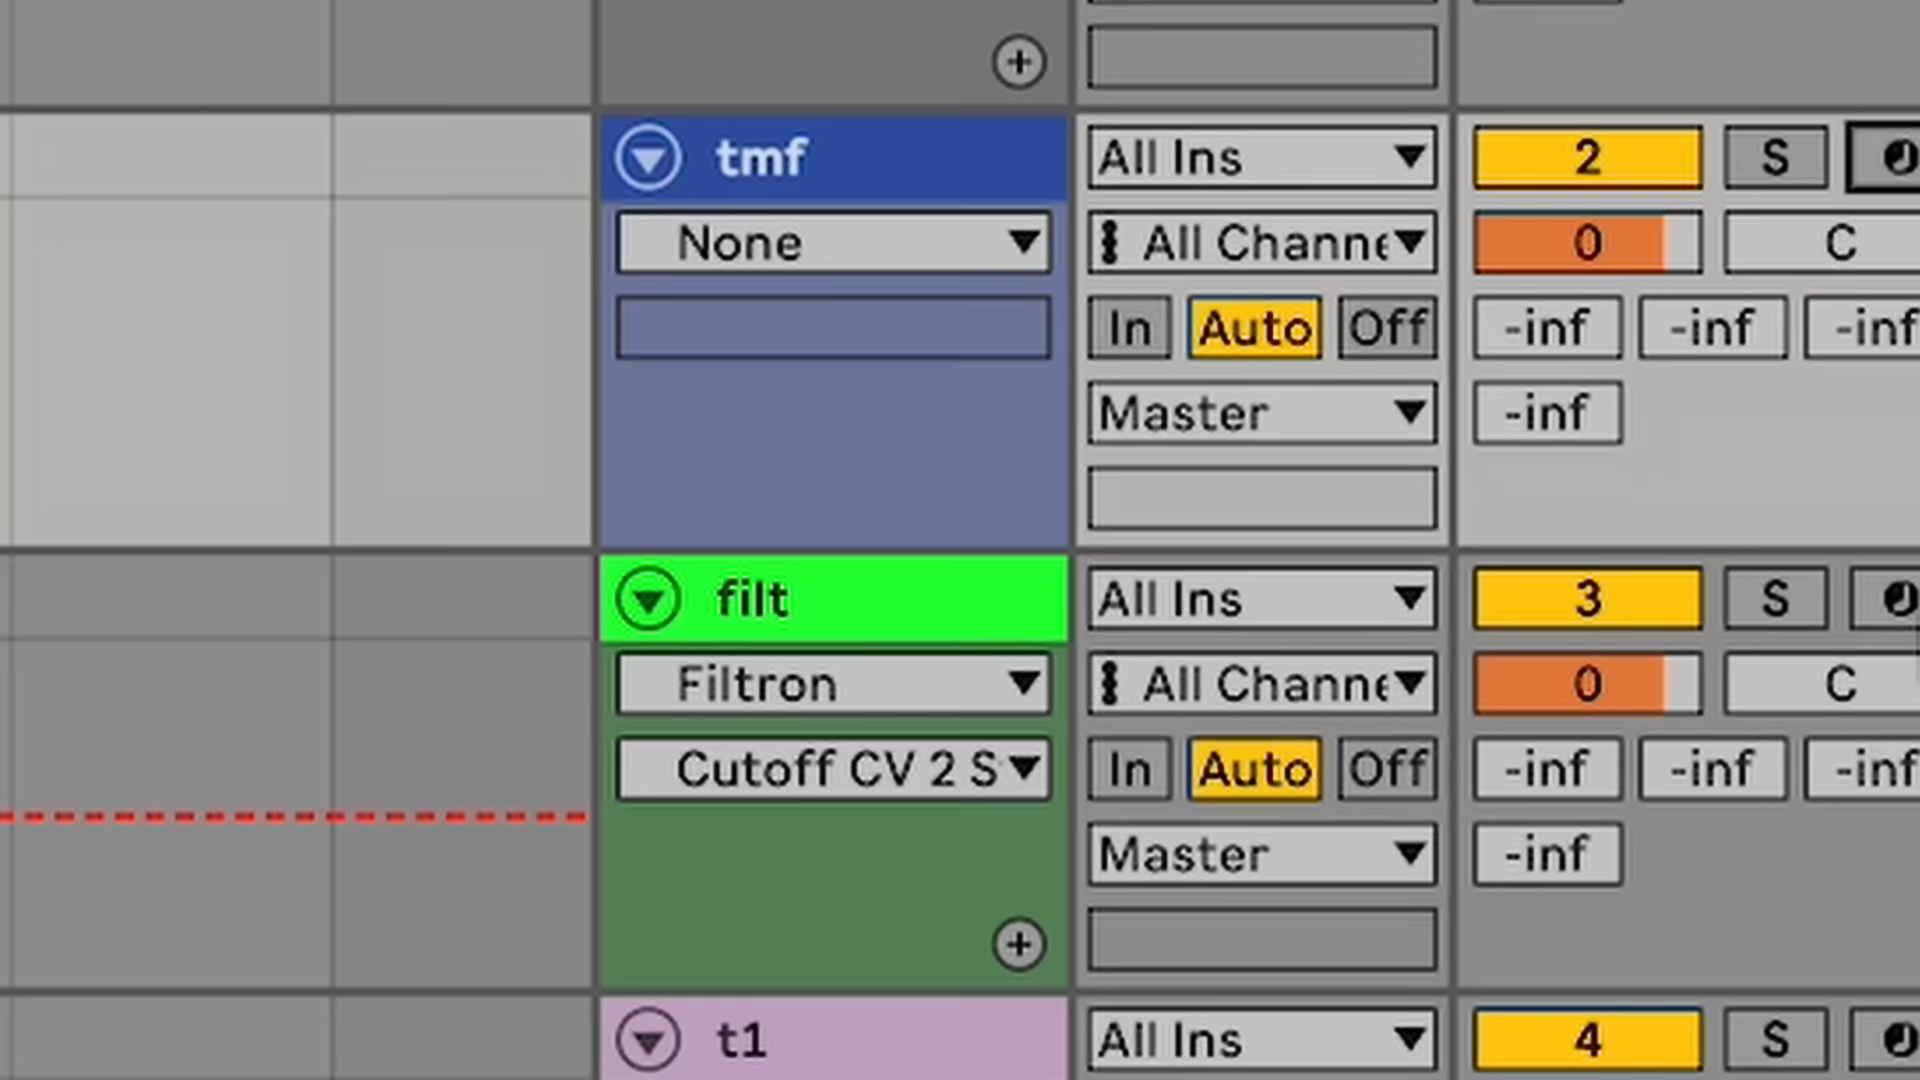 tmf All Ins 2 S
None All Channe 0 C
In Auto Off -inf -inf -inf
Master -inf
filt All Ins 3 S
Filtron All Channe 0 C
Cutoff CV 2 S In Auto Off -inf -inf -inf
Master -inf
t1 All Ins 4 S